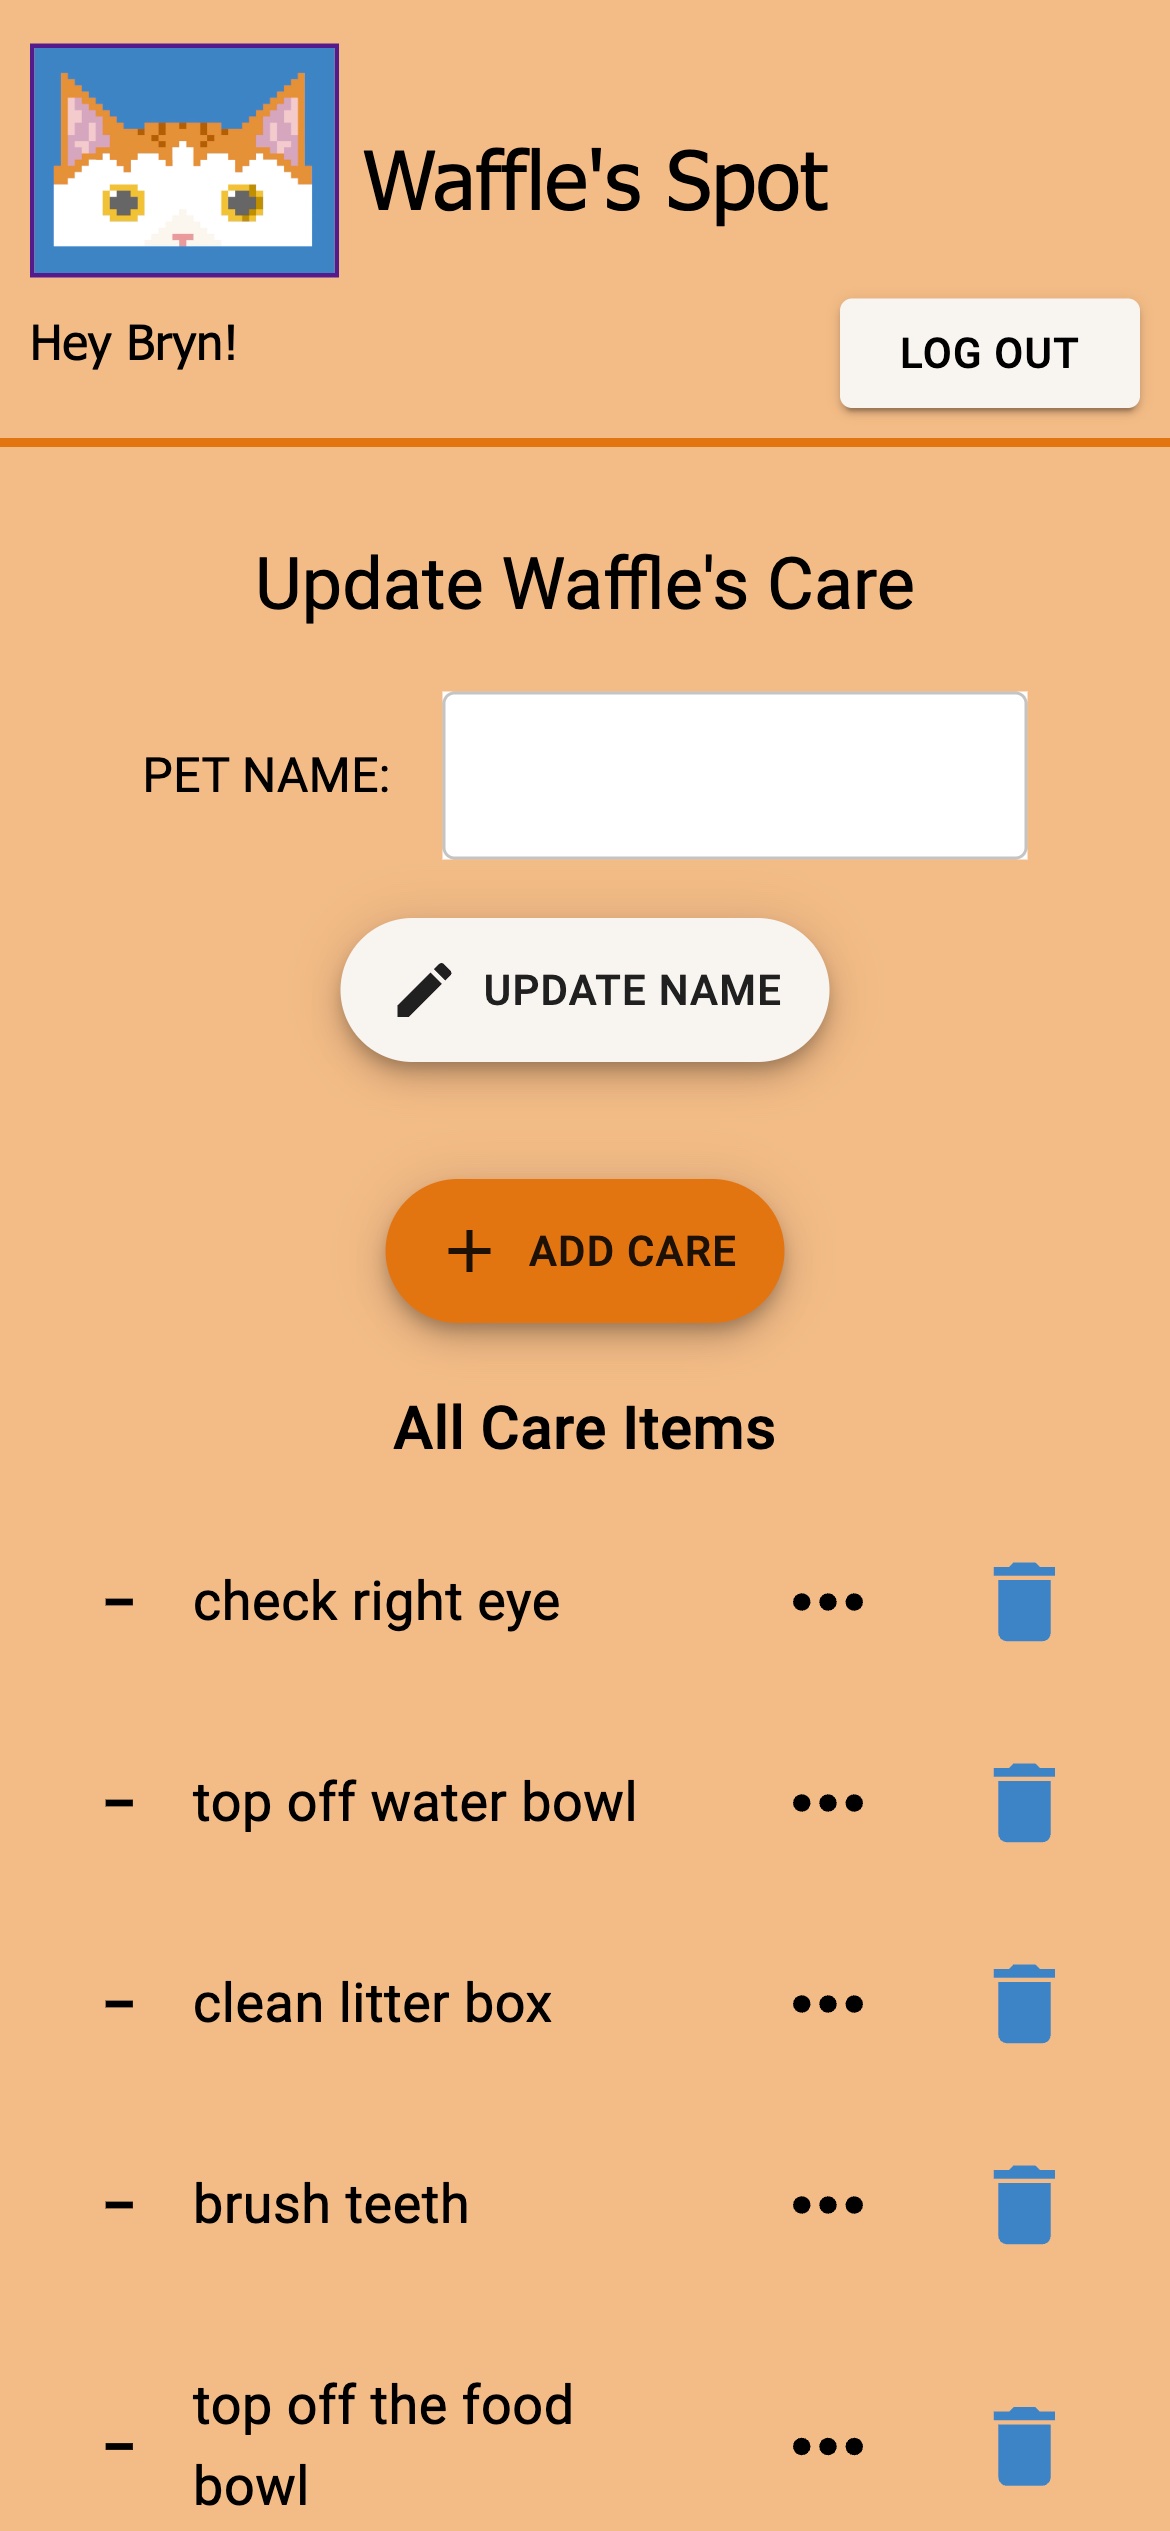 Waffle's Spot
Hey Bryn!
LOG OUT
Update Waffle's Care
PET NAME:
UPDATE NAME
+ ADD CARE
All Care Items
– check right eye •••
– top off water bowl •••
– clean litter box •••
– brush teeth •••
– top off the food
bowl •••